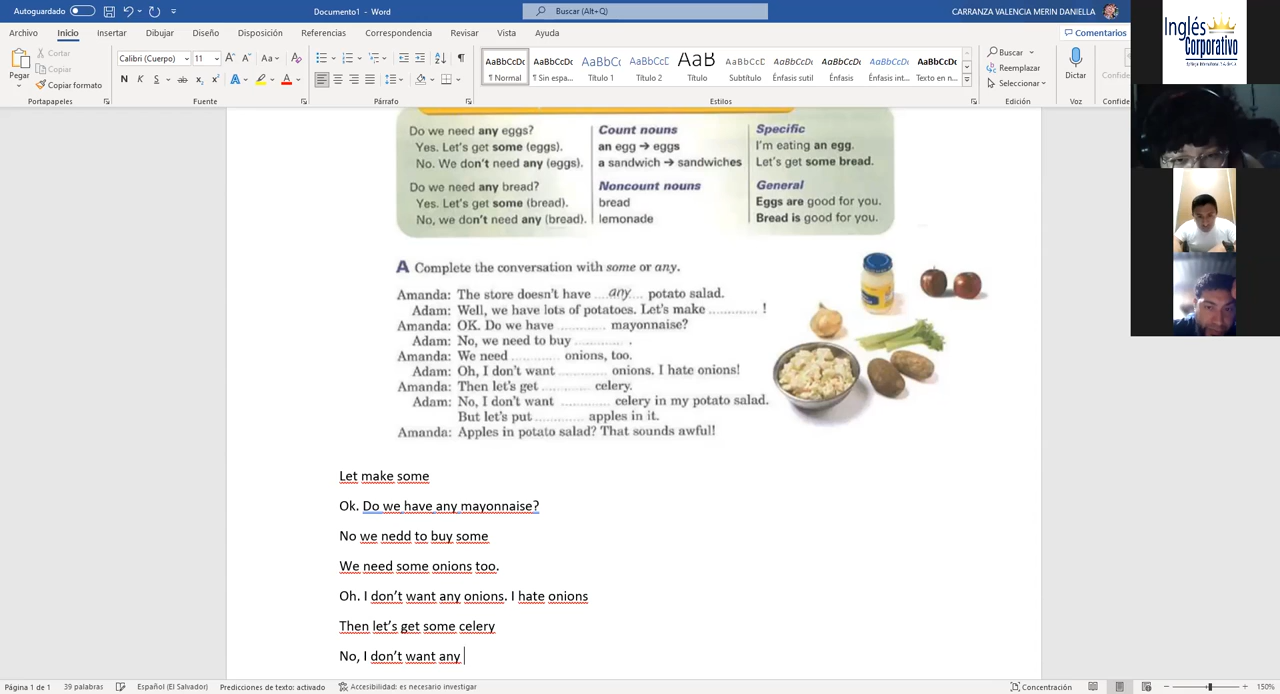 Autoguardado
Documento1 - Word
Buscar (Alt+Q)
CARRANZA VALENCIA MERIN DANIELLA
Archivo Inicio Insertar Dibujar Diseño Disposición Referencias Correspondencia Revisar Vista Ayuda
Comentarios
Pegar
Cortar
Copiar
Copiar formato
Portapapeles
Calibri (Cuerpo) 11
Fuente
Párrafo
AaBbCcDc ¶ Normal
AaBbCcDc ¶ Sin espa...
AaBbCc Título 1
AaBbCcC Título 2
AaB Título
AaBbCcC Subtítulo
AaBbCcDc Énfasis sutil
AaBbCcDc Énfasis
AaBbCcDc Énfasis int...
AaBbCcDc Texto en n...
Estilos
Buscar
Reemplazar
Seleccionar
Edición
Dictar
Voz
Confide
Confide
Inglés
Corporativo
Do we need any eggs?
Yes. Let's get some (eggs).
No. We don't need any (eggs).
Do we need any bread?
Yes. Let's get some (bread).
No, we don't need any (bread).
Count nouns
an egg → eggs
a sandwich → sandwiches
Noncount nouns
bread
lemonade
Specific
I'm eating an egg.
Let's get some bread.
General
Eggs are good for you.
Bread is good for you.
A Complete the conversation with some or any.
Amanda: The store doesn't have ....any.... potato salad.
Adam: Well, we have lots of potatoes. Let's make ............ !
Amanda: OK. Do we have ............ mayonnaise?
Adam: No, we need to buy ............ .
Amanda: We need ............ onions, too.
Adam: Oh, I don't want ............ onions. I hate onions!
Amanda: Then let's get ............ celery.
Adam: No, I don't want ............ celery in my potato salad.
But let's put ............ apples in it.
Amanda: Apples in potato salad? That sounds awful!
Let make some
Ok. Do we have any mayonnaise?
No we nedd to buy some
We need some onions too.
Oh. I don't want any onions. I hate onions
Then let's get some celery
No, I don't want any
Página 1 de 1 39 palabras Español (El Salvador) Predicciones de texto: activado Accesibilidad: es necesario investigar
Concentración
150%